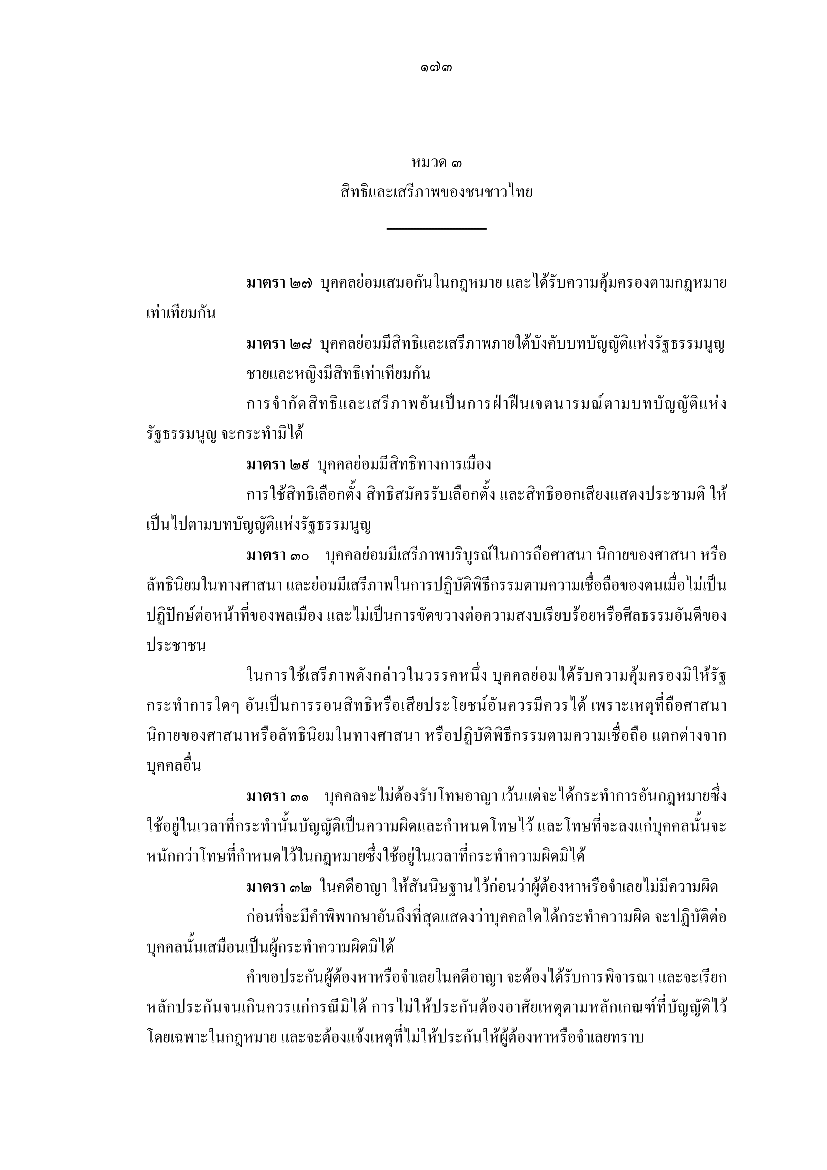 ๑๗๓
หมวด ๓
สิทธิและเสรีภาพของชนชาวไทย
มาตรา ๒๗ บุคคลย่อมเสมอกันในกฎหมาย และได้รับความคุ้มครองตามกฎหมาย
เท่าเทียมกัน
มาตรา ๒๘ บุคคลย่อมมีสิทธิและเสรีภาพภายใต้บังคับบทบัญญัติแห่งรัฐธรรมนูญ
ชายและหญิงมีสิทธิเท่าเทียมกัน
การจำกัดสิทธิและเสรีภาพอันเป็นการฝ่าฝืนเจตนารมณ์ตามบทบัญญัติแห่ง
รัฐธรรมนูญ จะกระทำมิได้
มาตรา ๒๙ บุคคลย่อมมีสิทธิทางการเมือง
การใช้สิทธิเลือกตั้ง สิทธิสมัครรับเลือกตั้ง และสิทธิออกเสียงแสดงประชามติ ให้
เป็นไปตามบทบัญญัติแห่งรัฐธรรมนูญ
มาตรา ๓๐ บุคคลย่อมมีเสรีภาพบริบูรณ์ในการถือศาสนา นิกายของศาสนา หรือ
ลัทธินิยมในทางศาสนา และย่อมมีเสรีภาพในการปฏิบัติพิธีกรรมตามความเชื่อถือของตนเมื่อไม่เป็น
ปฏิปักษ์ต่อหน้าที่ของพลเมือง และไม่เป็นการขัดขวางต่อความสงบเรียบร้อยหรือศีลธรรมอันดีของ
ประชาชน
ในการใช้เสรีภาพดังกล่าวในวรรคหนึ่ง บุคคลย่อมได้รับความคุ้มครองมิให้รัฐ
กระทำการใดๆ อันเป็นการรอนสิทธิหรือเสียประโยชน์อันควรมีควรได้ เพราะเหตุที่ถือศาสนา
นิกายของศาสนาหรือลัทธินิยมในทางศาสนา หรือปฏิบัติพิธีกรรมตามความเชื่อถือ แตกต่างจาก
บุคคลอื่น
มาตรา ๓๑ บุคคลจะไม่ต้องรับโทษอาญา เว้นแต่จะได้กระทำการอันกฎหมายซึ่ง
ใช้อยู่ในเวลาที่กระทำนั้นบัญญัติเป็นความผิดและกำหนดโทษไว้ และโทษที่จะลงแก่บุคคลนั้นจะ
หนักกว่าโทษที่กำหนดไว้ในกฎหมายซึ่งใช้อยู่ในเวลาที่กระทำความผิดมิได้
มาตรา ๓๒ ในคดีอาญา ให้สันนิษฐานไว้ก่อนว่าผู้ต้องหาหรือจำเลยไม่มีความผิด
ก่อนที่จะมีคำพิพากษาอันถึงที่สุดแสดงว่าบุคคลใดได้กระทำความผิด จะปฏิบัติต่อ
บุคคลนั้นเสมือนเป็นผู้กระทำความผิดมิได้
คำขอประกันผู้ต้องหาหรือจำเลยในคดีอาญา จะต้องได้รับการพิจารณา และจะเรียก
หลักประกันจนเกินควรแก่กรณีมิได้ การไม่ให้ประกันต้องอาศัยเหตุตามหลักเกณฑ์ที่บัญญัติไว้
โดยเฉพาะในกฎหมาย และจะต้องแจ้งเหตุที่ไม่ให้ประกันให้ผู้ต้องหาหรือจำเลยทราบ